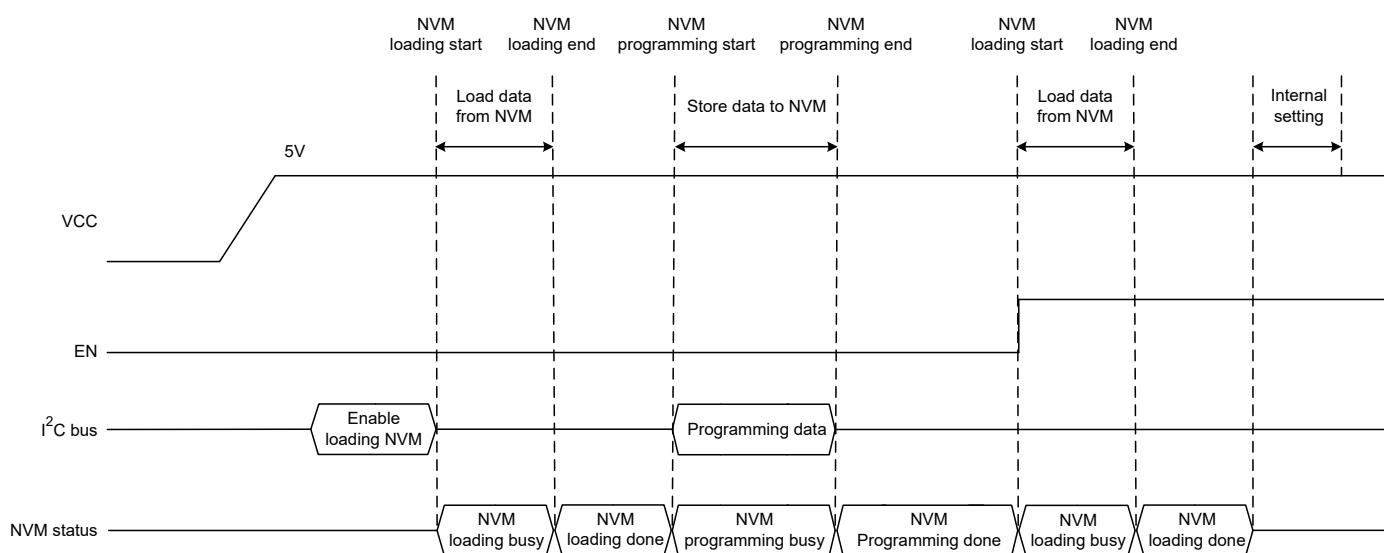 NVM
loading start
NVM
loading end
NVM
programming start
NVM
programming end
NVM
loading start
NVM
loading end
Load data
from NVM
Store data to NVM
Load data
from NVM
Internal
setting
5V
VCC
EN
I²C bus
Enable
loading NVM
Programming data
NVM status
NVM
loading busy
NVM
loading done
NVM
programming busy
NVM
Programming done
NVM
loading busy
NVM
loading done